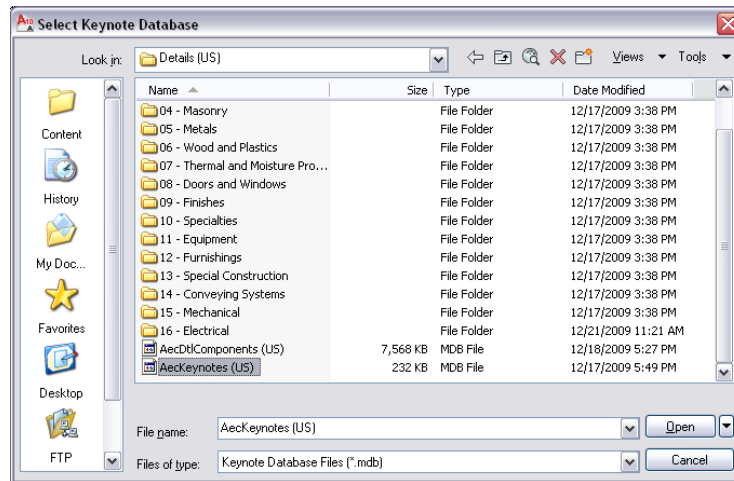 Select Keynote Database
Look in: Details (US) Views Tools
Name Size Type Date Modified
04 - Masonry File Folder 12/17/2009 3:38 PM
05 - Metals File Folder 12/17/2009 3:38 PM
06 - Wood and Plastics File Folder 12/17/2009 3:38 PM
07 - Thermal and Moisture Pro... File Folder 12/17/2009 3:38 PM
08 - Doors and Windows File Folder 12/17/2009 3:38 PM
09 - Finishes File Folder 12/17/2009 3:38 PM
10 - Specialties File Folder 12/17/2009 3:38 PM
11 - Equipment File Folder 12/17/2009 3:38 PM
12 - Furnishings File Folder 12/17/2009 3:38 PM
13 - Special Construction File Folder 12/17/2009 3:38 PM
14 - Conveying Systems File Folder 12/17/2009 3:38 PM
15 - Mechanical File Folder 12/17/2009 3:38 PM
16 - Electrical File Folder 12/21/2009 11:21 AM
AecDtlComponents (US) 7,568 KB MDB File 12/18/2009 5:27 PM
AecKeynotes (US) 232 KB MDB File 12/17/2009 5:49 PM
Content
History
My Doc...
Favorites
Desktop
FTP
File name: AecKeynotes (US) Open
Files of type: Keynote Database Files (*.mdb) Cancel